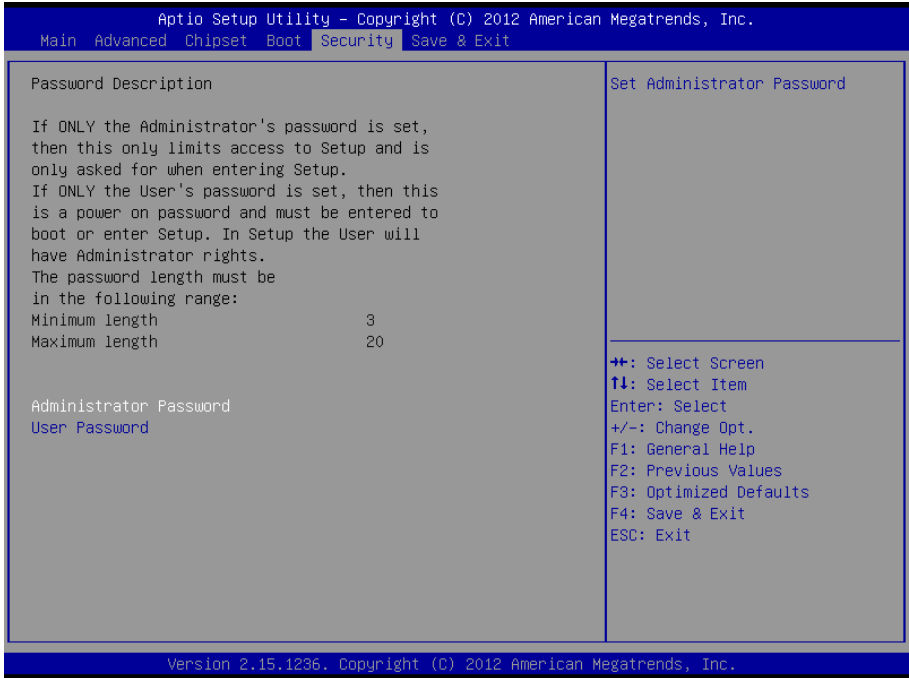 Aptio Setup Utility – Copyright (C) 2012 American Megatrends, Inc.
Main Advanced Chipset Boot Security Save & Exit
Password Description
If ONLY the Administrator's password is set,
then this only limits access to Setup and is
only asked for when entering Setup.
If ONLY the User's password is set, then this
is a power on password and must be entered to
boot or enter Setup. In Setup the User will
have Administrator rights.
The password length must be
in the following range:
Minimum length 3
Maximum length 20
Administrator Password
User Password
Set Administrator Password
→←: Select Screen
↑↓: Select Item
Enter: Select
+/-: Change Opt.
F1: General Help
F2: Previous Values
F3: Optimized Defaults
F4: Save & Exit
ESC: Exit
Version 2.15.1236. Copyright (C) 2012 American Megatrends, Inc.